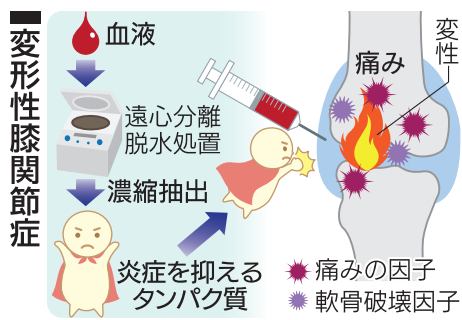 変形性膝関節症
血液
遠心分離
脱水処置
濃縮抽出
炎症を抑える
タンパク質
変性
痛み
痛みの因子
軟骨破壊因子